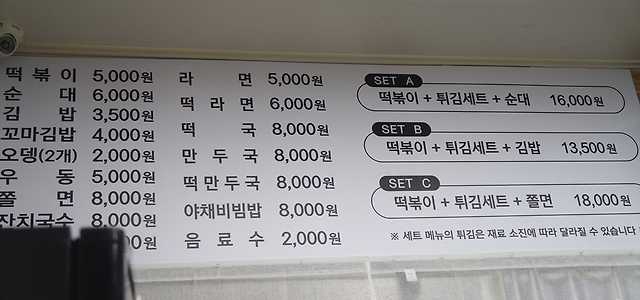 떡볶이 5,000원
순대 6,000원
김밥 3,500원
꼬마김밥 4,000원
오뎅(2개) 2,000원
우동 5,000원
쫄면 8,000원
잔치국수 8,000원
라면 5,000원
떡라면 6,000원
떡국 8,000원
만두국 8,000원
떡만두국 8,000원
야채비빔밥 8,000원
음료수 2,000원
SET A
떡볶이 + 튀김세트 + 순대 16,000원
SET B
떡볶이 + 튀김세트 + 김밥 13,500원
SET C
떡볶이 + 튀김세트 + 쫄면 18,000원
※ 세트 메뉴의 튀김은 재료 소진에 따라 달라질 수 있습니다